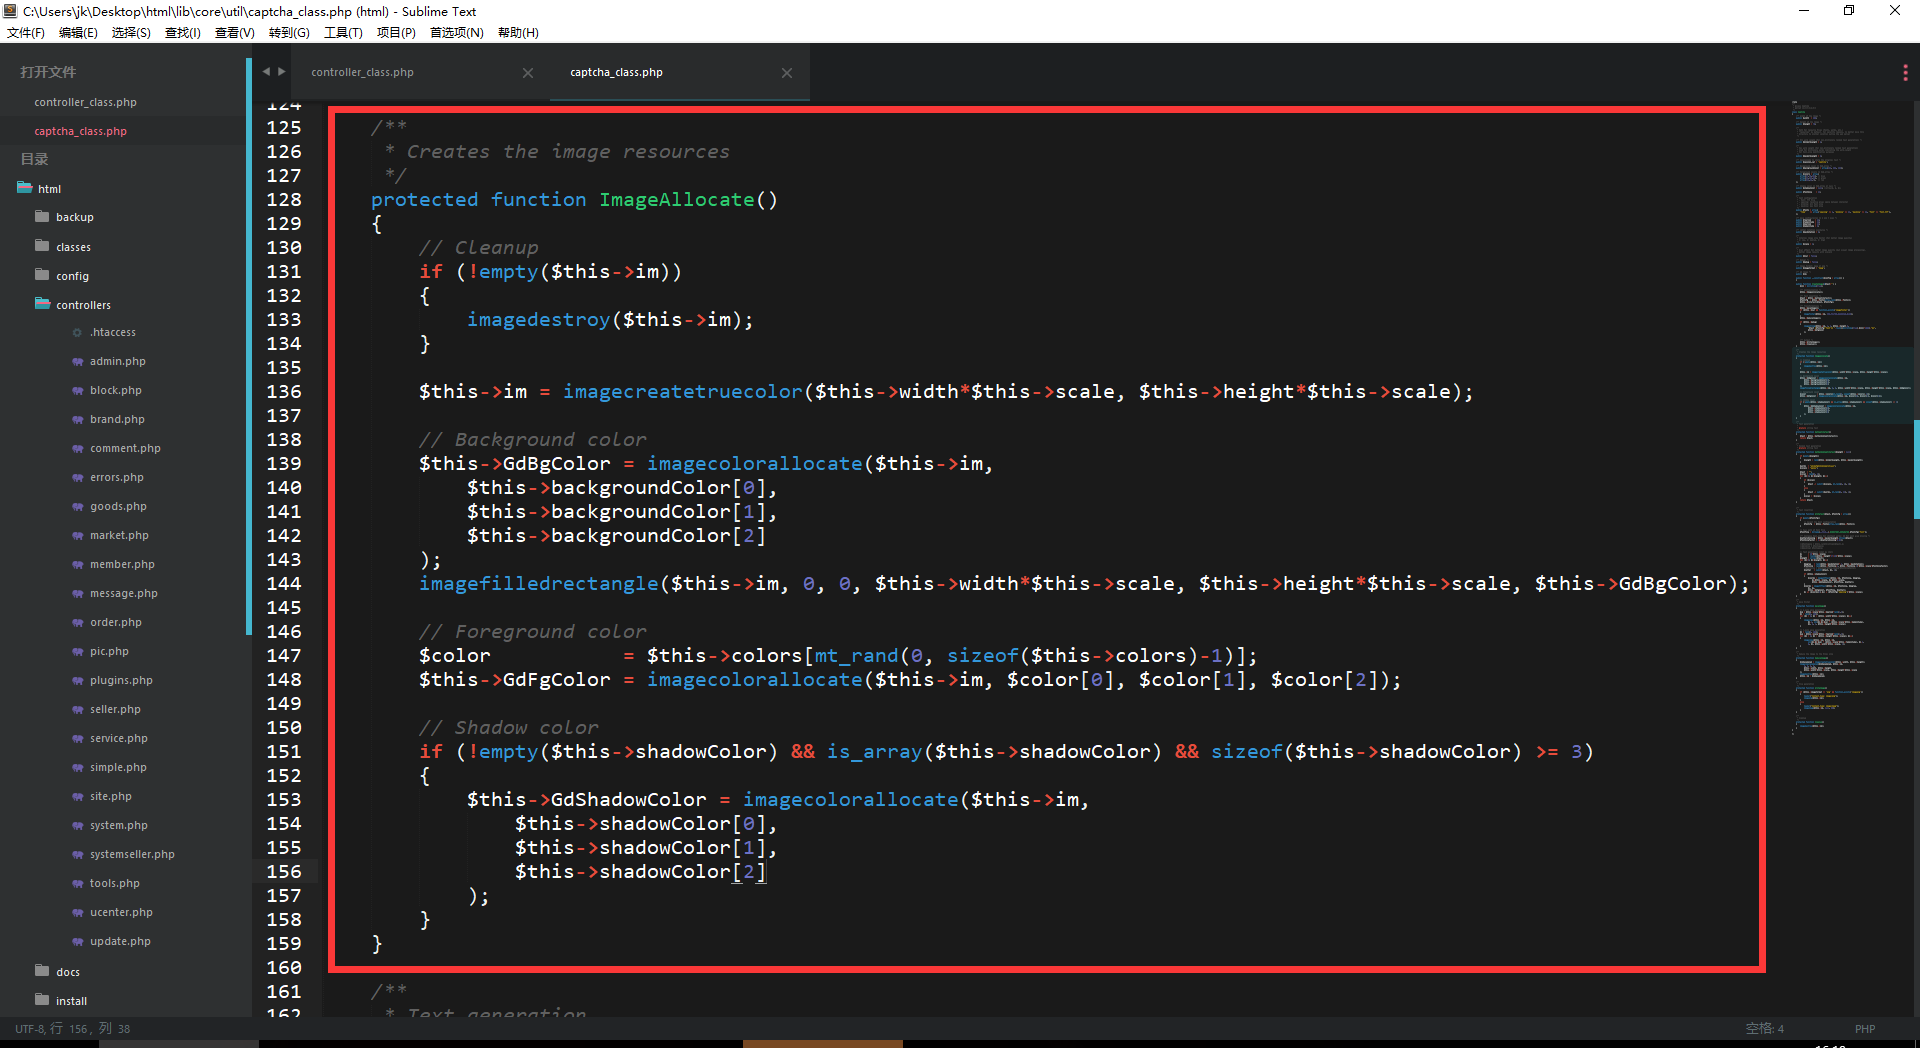 C:\Users\jk\Desktop\html\lib\core\util\captcha_class.php (html) - Sublime Text
文件(F) 编辑(E) 选择(S) 查找(I) 查看(V) 转到(G) 工具(T) 项目(P) 首选项(N) 帮助(H)
打开文件
controller_class.php
captcha_class.php
目录
html
backup
classes
config
controllers
.htaccess
admin.php
block.php
brand.php
comment.php
errors.php
goods.php
market.php
member.php
message.php
order.php
pic.php
plugins.php
seller.php
service.php
simple.php
site.php
system.php
systemseller.php
tools.php
ucenter.php
update.php
docs
install
controller_class.php captcha_class.php
124
125 /**
126 * Creates the image resources
127 */
128 protected function ImageAllocate()
129 {
130 // Cleanup
131 if (!empty($this->im))
132 {
133 imagedestroy($this->im);
134 }
135
136 $this->im = imagecreatetruecolor($this->width*$this->scale, $this->height*$this->scale);
137
138 // Background color
139 $this->GdBgColor = imagecolorallocate($this->im,
140 $this->backgroundColor[0],
141 $this->backgroundColor[1],
142 $this->backgroundColor[2]
143 );
144 imagefilledrectangle($this->im, 0, 0, $this->width*$this->scale, $this->height*$this->scale, $this->GdBgColor);
145
146 // Foreground color
147 $color = $this->colors[mt_rand(0, sizeof($this->colors)-1)];
148 $this->GdFgColor = imagecolorallocate($this->im, $color[0], $color[1], $color[2]);
149
150 // Shadow color
151 if (!empty($this->shadowColor) && is_array($this->shadowColor) && sizeof($this->shadowColor) >= 3)
152 {
153 $this->GdShadowColor = imagecolorallocate($this->im,
154 $this->shadowColor[0],
155 $this->shadowColor[1],
156 $this->shadowColor[2]
157 );
158 }
159 }
160
161 /**
162 * Text generation
UTF-8, 行 156, 列 38 空格: 4 PHP